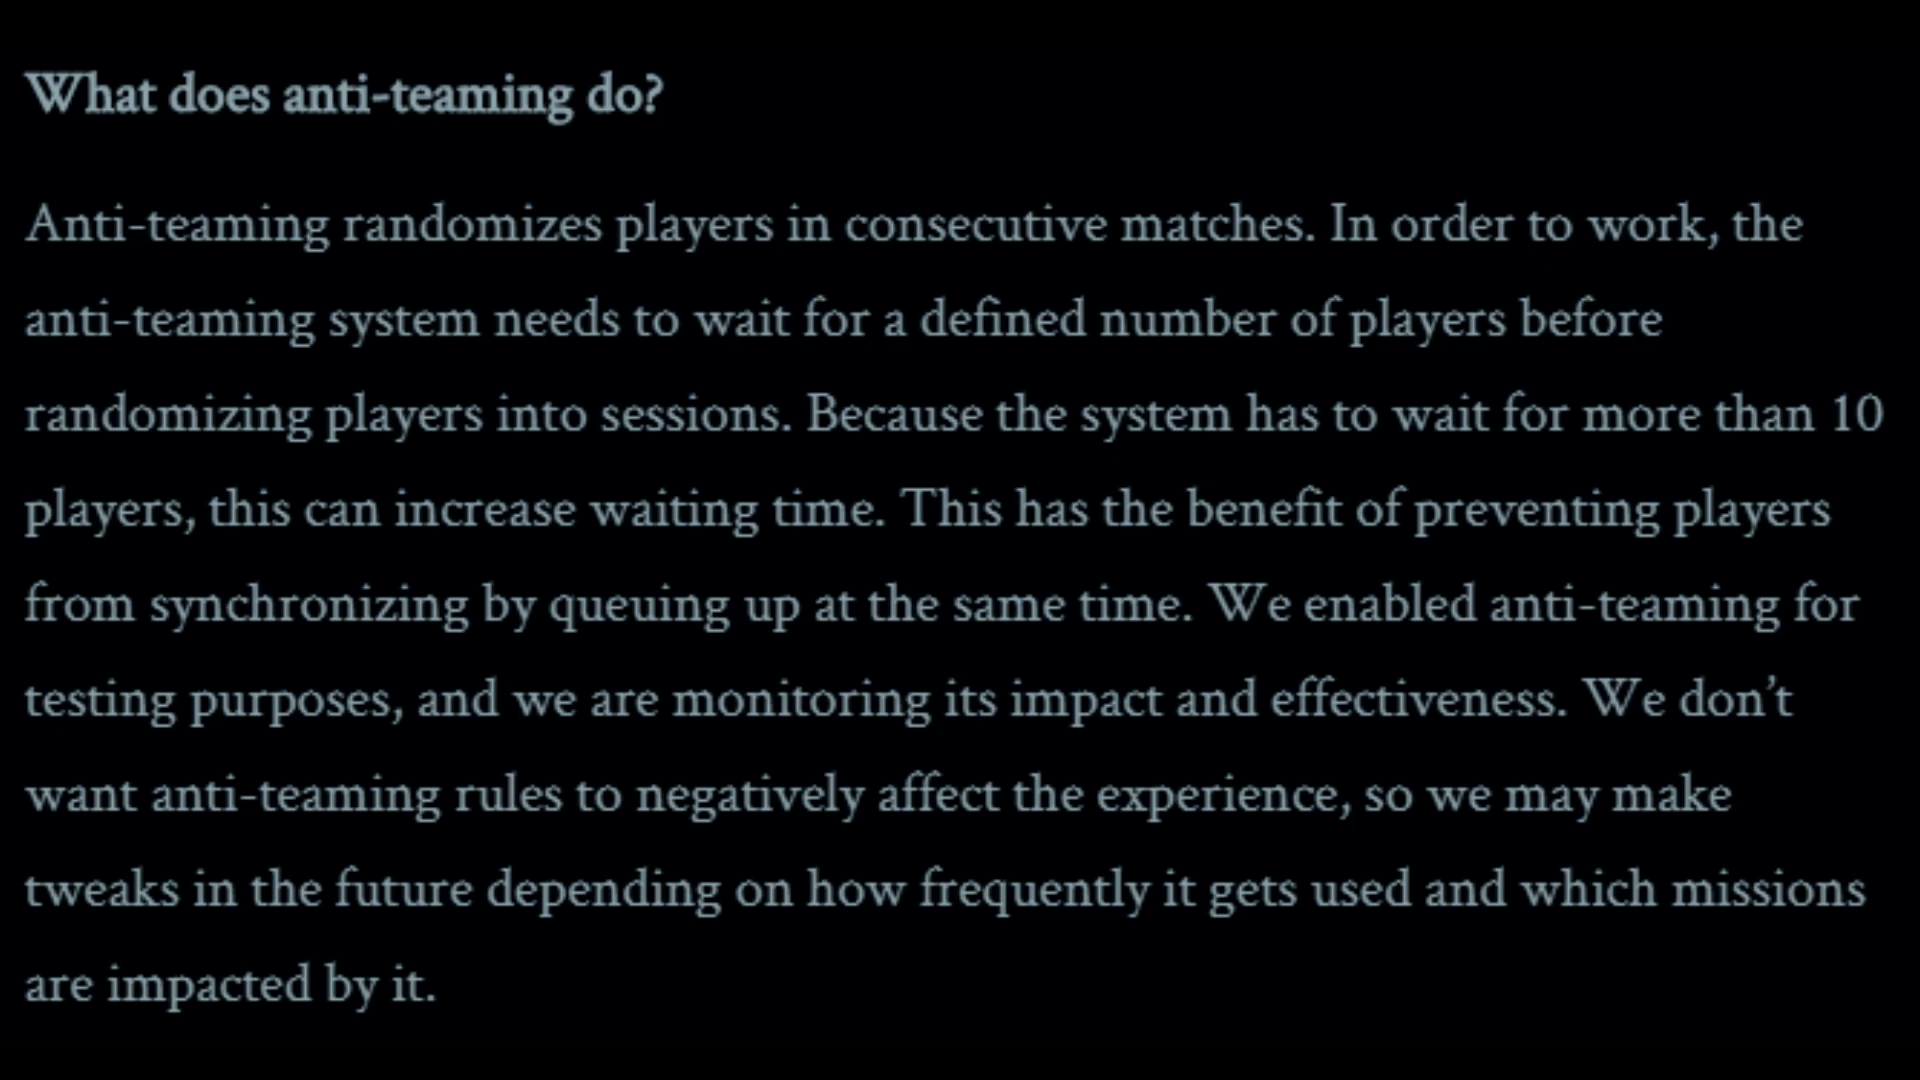 What does anti-teaming do?
Anti-teaming randomizes players in consecutive matches. In order to work, the
anti-teaming system needs to wait for a defined number of players before
randomizing players into sessions. Because the system has to wait for more than 10
players, this can increase waiting time. This has the benefit of preventing players
from synchronizing by queuing up at the same time. We enabled anti-teaming for
testing purposes, and we are monitoring its impact and effectiveness. We don’t
want anti-teaming rules to negatively affect the experience, so we may make
tweaks in the future depending on how frequently it gets used and which missions
are impacted by it.